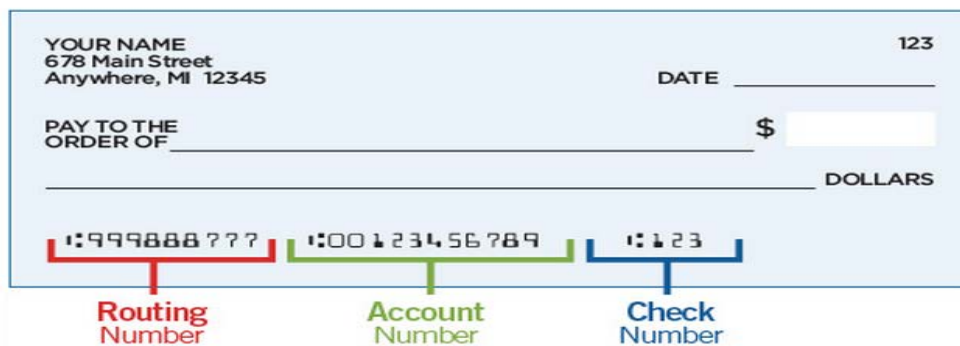 YOUR NAME 123
678 Main Street
Anywhere, MI 12345
DATE
PAY TO THE
ORDER OF $
DOLLARS
⑆999888777 ⑆00123456789 ⑆123
Routing Account Check
Number Number Number